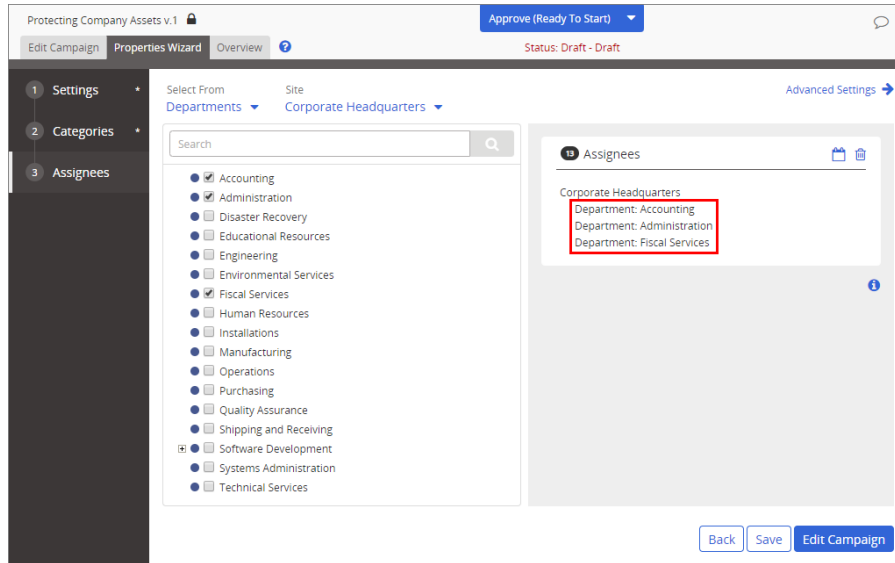 Protecting Company Assets v.1
Approve (Ready To Start)
Edit Campaign
Properties Wizard
Overview
?
Status: Draft - Draft
1 Settings *
2 Categories *
3 Assignees
Select From
Site
Departments
Corporate Headquarters
Advanced Settings
Search
Accounting
Administration
Disaster Recovery
Educational Resources
Engineering
Environmental Services
Fiscal Services
Human Resources
Installations
Manufacturing
Operations
Purchasing
Quality Assurance
Shipping and Receiving
Software Development
Systems Administration
Technical Services
13 Assignees
Corporate Headquarters
Department: Accounting
Department: Administration
Department: Fiscal Services
Back
Save
Edit Campaign